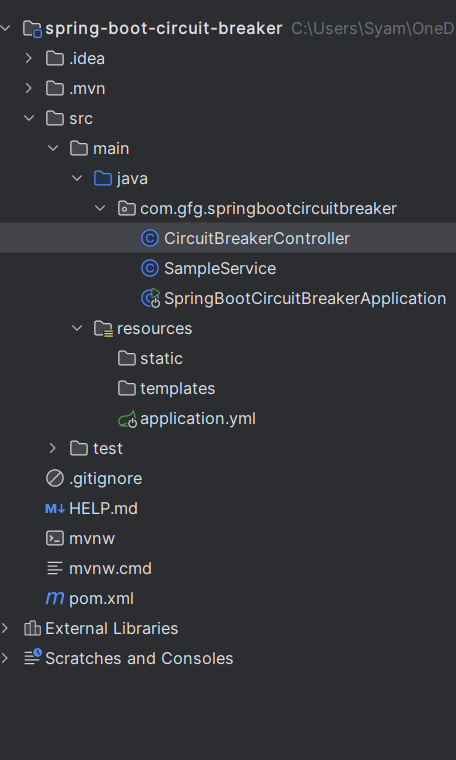 spring-boot-circuit-breaker C:\Users\Syam\OneD
.idea
.mvn
src
main
java
com.gfg.springbootcircuitbreaker
CircuitBreakerController
SampleService
SpringBootCircuitBreakerApplication
resources
static
templates
application.yml
test
.gitignore
HELP.md
mvnw
mvnw.cmd
pom.xml
External Libraries
Scratches and Consoles